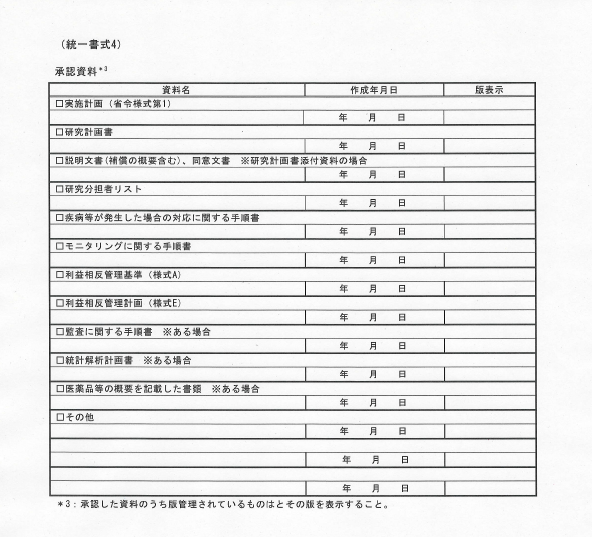 （統一書式4）
承認資料*3
資料名 作成年月日 版表示
□実施計画（省令様式第1）
年 月 日
□研究計画書
年 月 日
□説明文書(補償の概要含む)、同意文書 ※研究計画書添付資料の場合
年 月 日
□研究分担者リスト
年 月 日
□疾病等が発生した場合の対応に関する手順書
年 月 日
□モニタリングに関する手順書
年 月 日
□利益相反管理基準（様式A）
年 月 日
□利益相反管理計画（様式E）
年 月 日
□監査に関する手順書 ※ある場合
年 月 日
□統計解析計画書 ※ある場合
年 月 日
□医薬品等の概要を記載した書類 ※ある場合
年 月 日
□その他
年 月 日
年 月 日
年 月 日
*3：承認した資料のうち版管理されているものはとその版を表示すること。